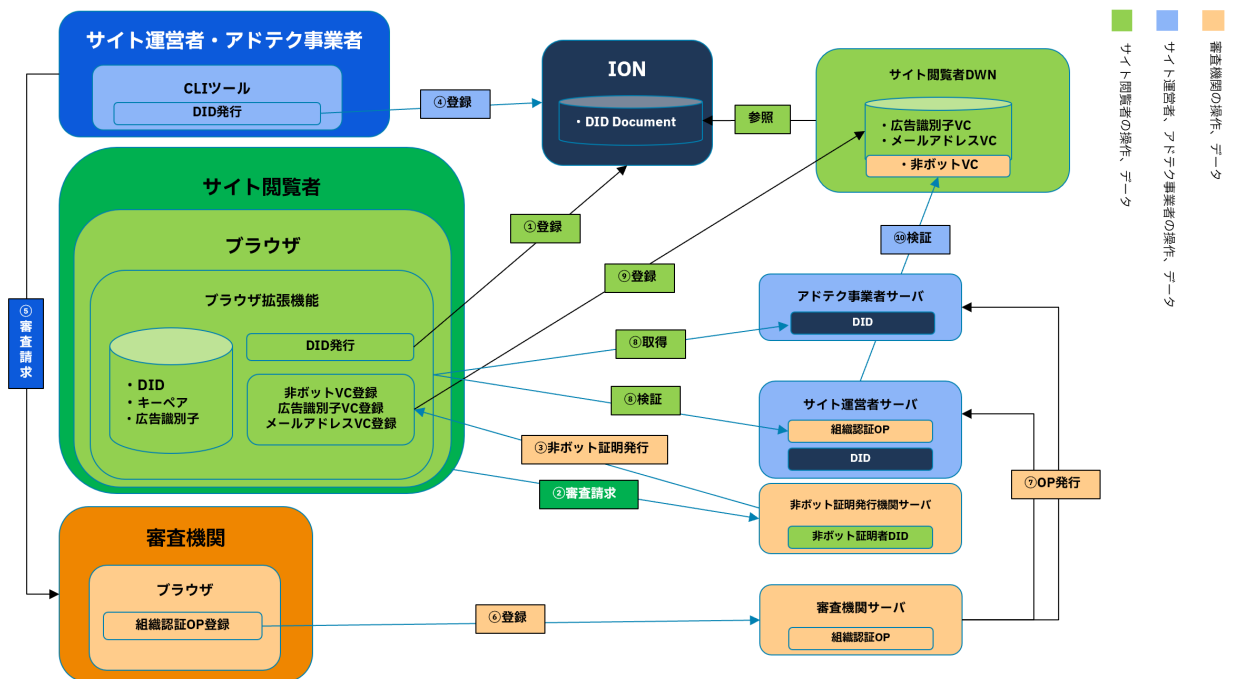 サイト運営者・アドテク事業者
CLIツール
DID発行
④登録
ION
・DID Document
参照
サイト閲覧者DWN
・広告識別子VC
・メールアドレスVC
・非ボットVC
サイト閲覧者の操作、データ
サイト運営者、アドテク事業者の操作、データ
審査機関の操作、データ
サイト閲覧者
ブラウザ
ブラウザ拡張機能
・DID
・キーペア
・広告識別子
DID発行
非ボットVC登録
広告識別子VC登録
メールアドレスVC登録
①登録
⑨登録
⑩検証
⑤審査請求
⑧取得
⑧検証
③非ボット証明発行
②審査請求
アドテク事業者サーバ
DID
サイト運営者サーバ
組織認証OP
DID
非ボット証明発行機関サーバ
非ボット証明者DID
⑦OP発行
審査機関
ブラウザ
組織認証OP登録
⑥登録
審査機関サーバ
組織認証OP